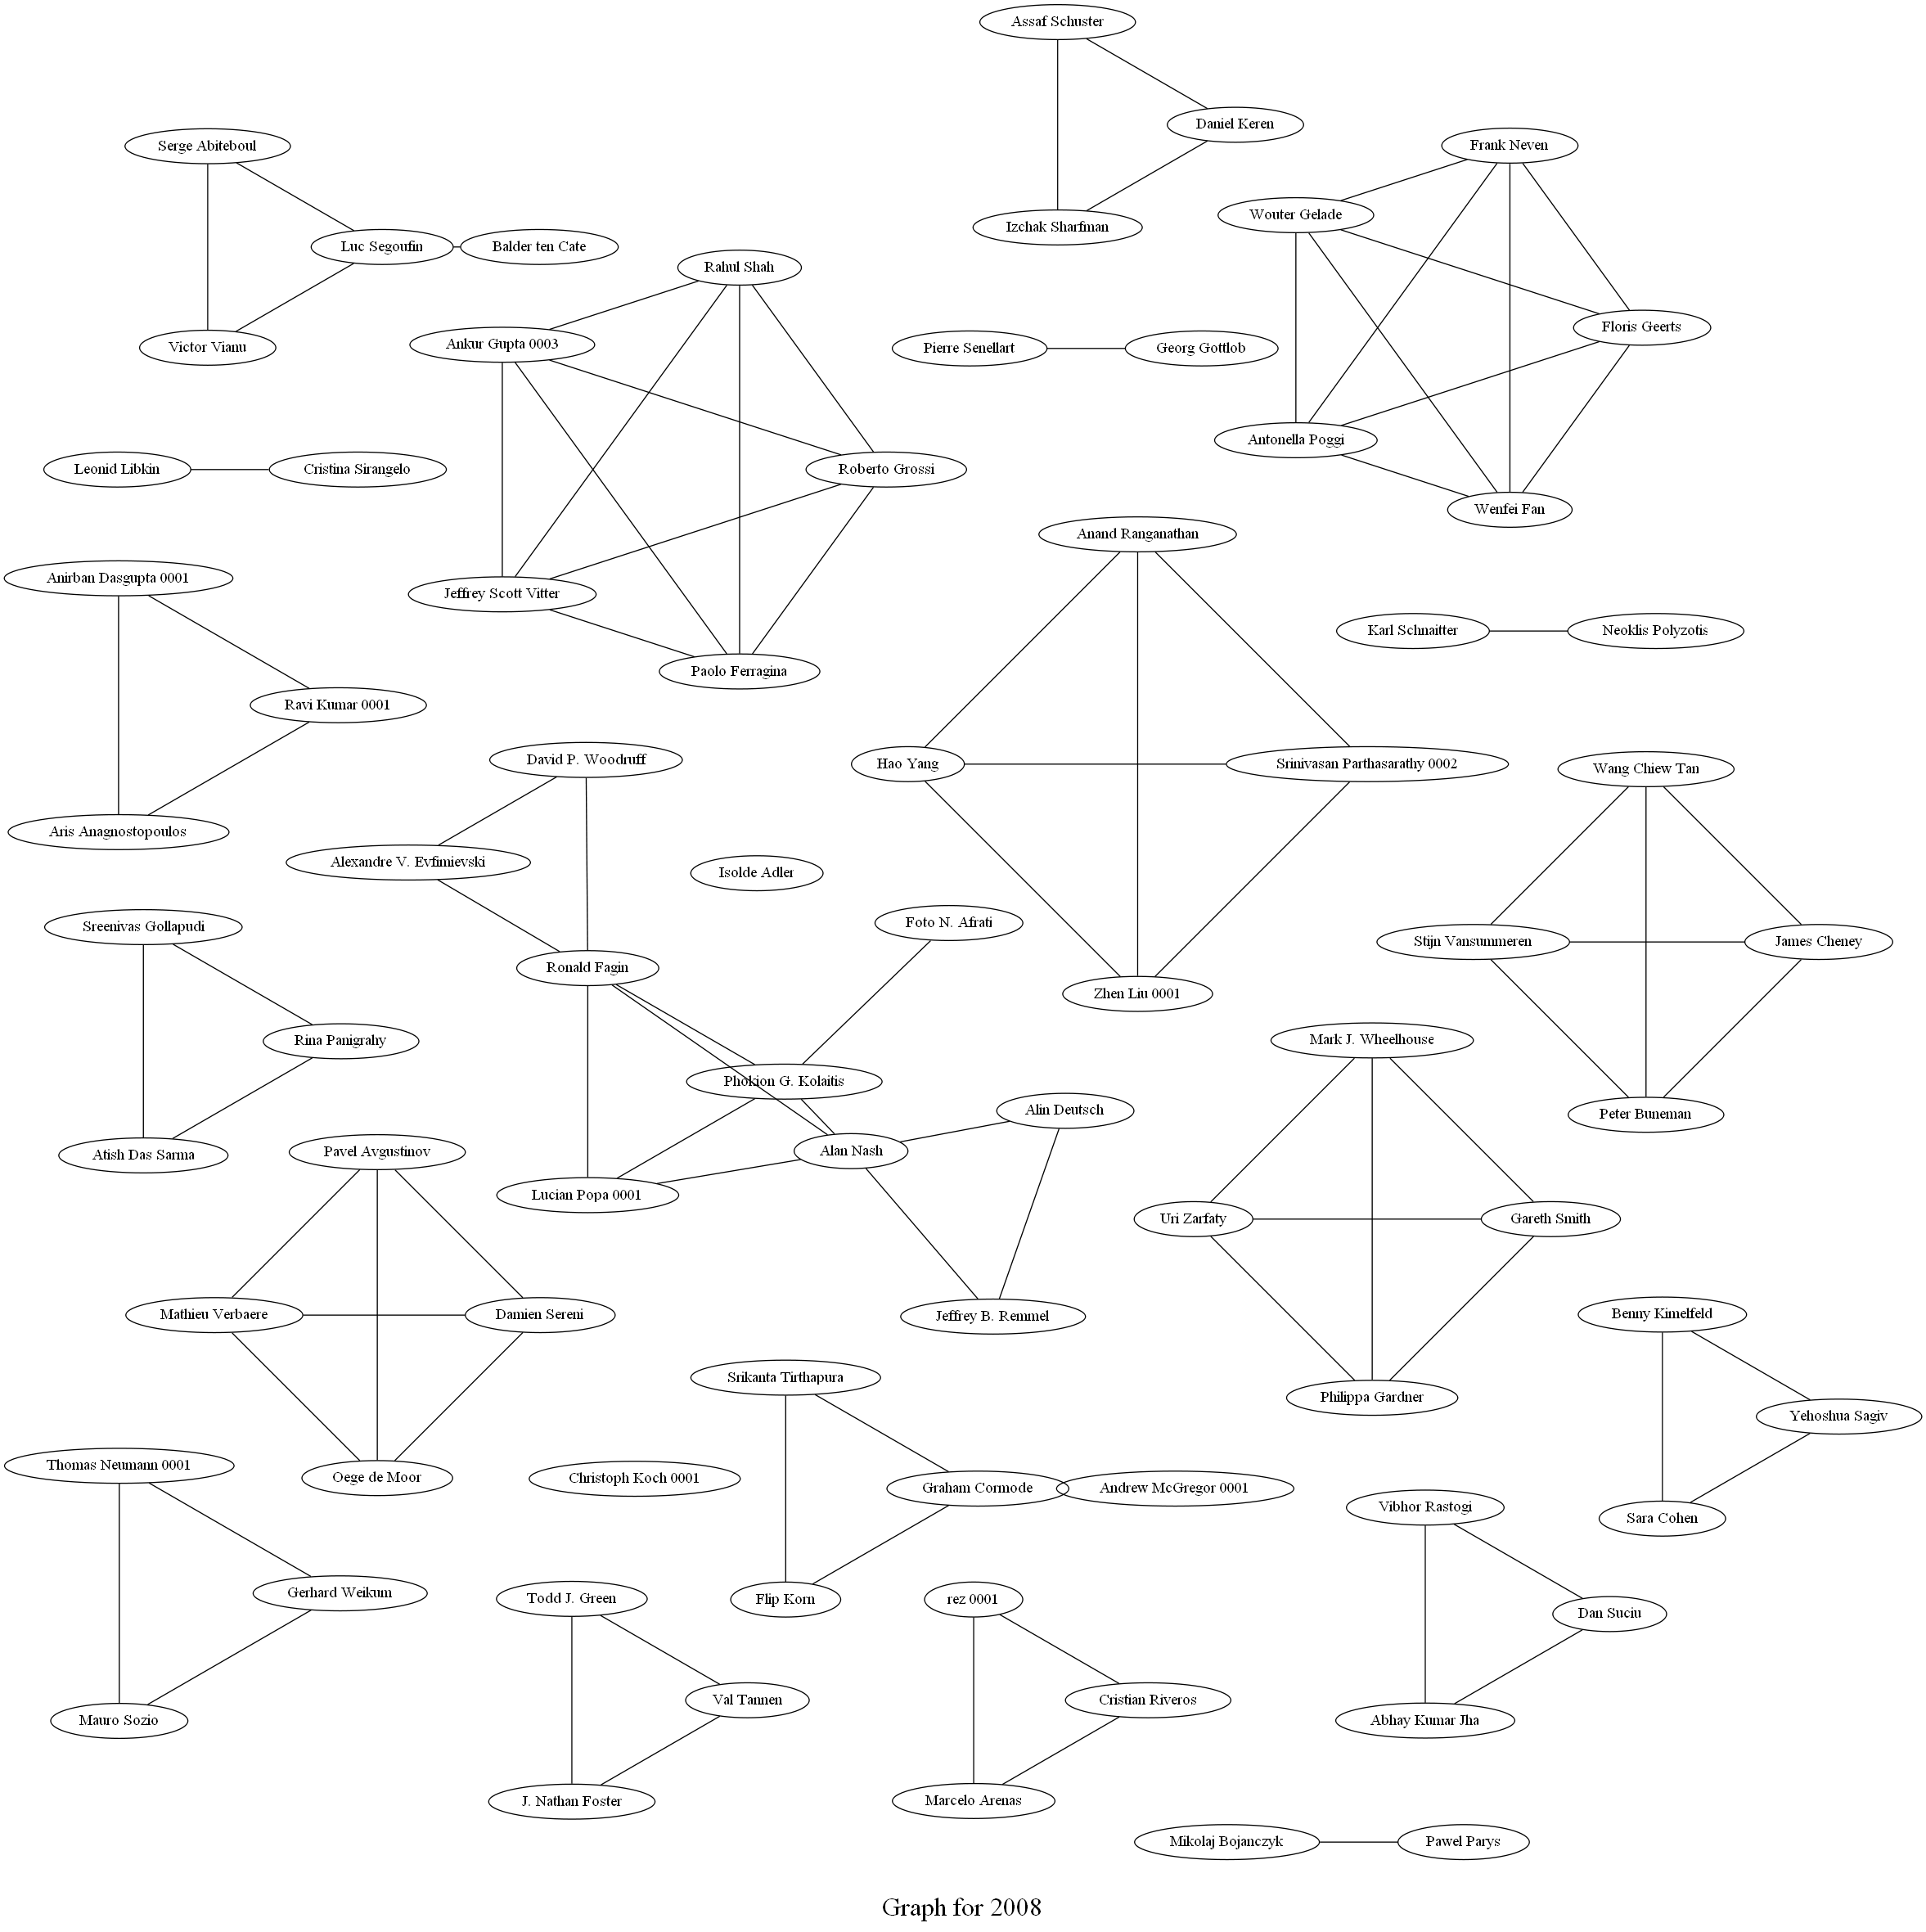 Assaf Schuster
Daniel Keren
Serge Abiteboul
Frank Neven
Wouter Gelade
Izchak Sharfman
Luc Segoufin
Balder ten Cate
Rahul Shah
Floris Geerts
Victor Vianu
Ankur Gupta 0003
Pierre Senellart
Georg Gottlob
Antonella Poggi
Leonid Libkin
Cristina Sirangelo
Roberto Grossi
Wenfei Fan
Anand Ranganathan
Anirban Dasgupta 0001
Jeffrey Scott Vitter
Karl Schnaitter
Neoklis Polyzotis
Paolo Ferragina
Ravi Kumar 0001
David P. Woodruff
Hao Yang
Srinivasan Parthasarathy 0002
Wang Chiew Tan
Aris Anagnostopoulos
Alexandre V. Evfimievski
Isolde Adler
Foto N. Afrati
Sreenivas Gollapudi
Stijn Vansummeren
James Cheney
Ronald Fagin
Zhen Liu 0001
Rina Panigrahy
Mark J. Wheelhouse
Phokion G. Kolaitis
Alin Deutsch
Peter Buneman
Atish Das Sarma
Pavel Avgustinov
Alan Nash
Lucian Popa 0001
Uri Zarfaty
Gareth Smith
Mathieu Verbaere
Damien Sereni
Jeffrey B. Remmel
Benny Kimelfeld
Srikanta Tirthapura
Philippa Gardner
Yehoshua Sagiv
Thomas Neumann 0001
Oege de Moor
Christoph Koch 0001
Graham Cormode
Andrew McGregor 0001
Vibhor Rastogi
Sara Cohen
Gerhard Weikum
Todd J. Green
Flip Korn
rez 0001
Dan Suciu
Mauro Sozio
Val Tannen
Cristian Riveros
Abhay Kumar Jha
J. Nathan Foster
Marcelo Arenas
Mikolaj Bojanczyk
Pawel Parys
Graph for 2008